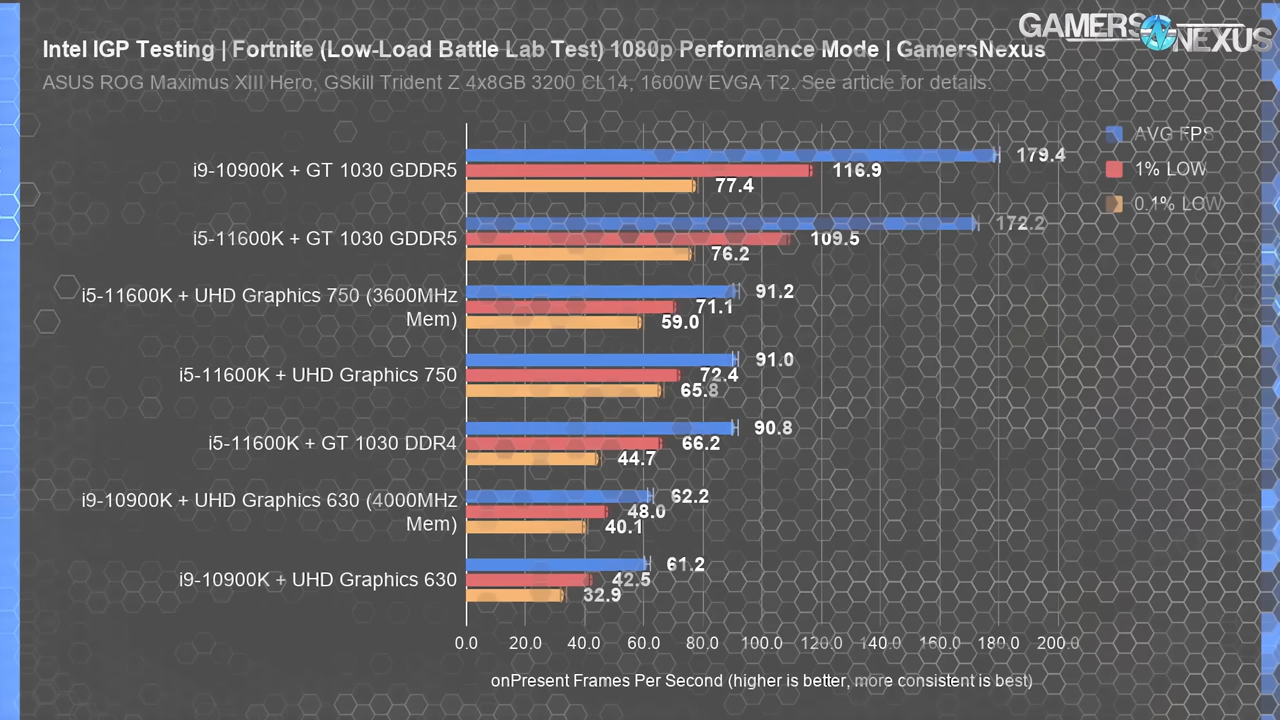 GAMERS NEXUS
Intel IGP Testing | Fortnite (Low-Load Battle Lab Test) 1080p Performance Mode | GamersNexus
ASUS ROG Maximus XIII Hero, GSkill Trident Z 4x8GB 3200 CL14, 1600W EVGA T2. See article for details.
AVG FPS
1% LOW
0.1% LOW
i9-10900K + GT 1030 GDDR5
179.4
116.9
77.4
i5-11600K + GT 1030 GDDR5
172.2
109.5
76.2
i5-11600K + UHD Graphics 750 (3600MHz
Mem)
91.2
71.1
59.0
i5-11600K + UHD Graphics 750
91.0
72.4
65.8
i5-11600K + GT 1030 DDR4
90.8
66.2
44.7
i9-10900K + UHD Graphics 630 (4000MHz
Mem)
62.2
48.0
40.1
i9-10900K + UHD Graphics 630
61.2
42.5
32.9
0.0 20.0 40.0 60.0 80.0 100.0 120.0 140.0 160.0 180.0 200.0
onPresent Frames Per Second (higher is better, more consistent is best)